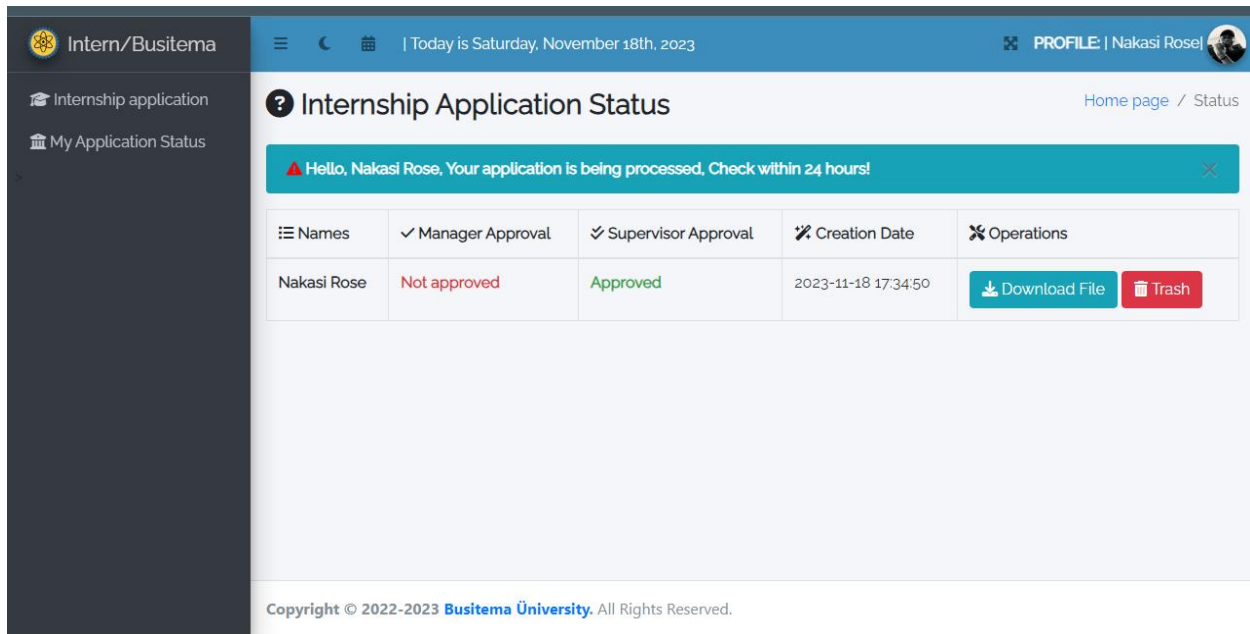 Intern/Busitema
| Today is Saturday, November 18th, 2023
PROFILE: | Nakasi Rose|
Internship application
My Application Status
>
Internship Application Status
Home page / Status
Hello, Nakasi Rose, Your application is being processed, Check within 24 hours!
Names Manager Approval Supervisor Approval Creation Date Operations
Nakasi Rose Not approved Approved 2023-11-18 17:34:50 Download File Trash
Copyright © 2022-2023 Busitema Üniversity. All Rights Reserved.